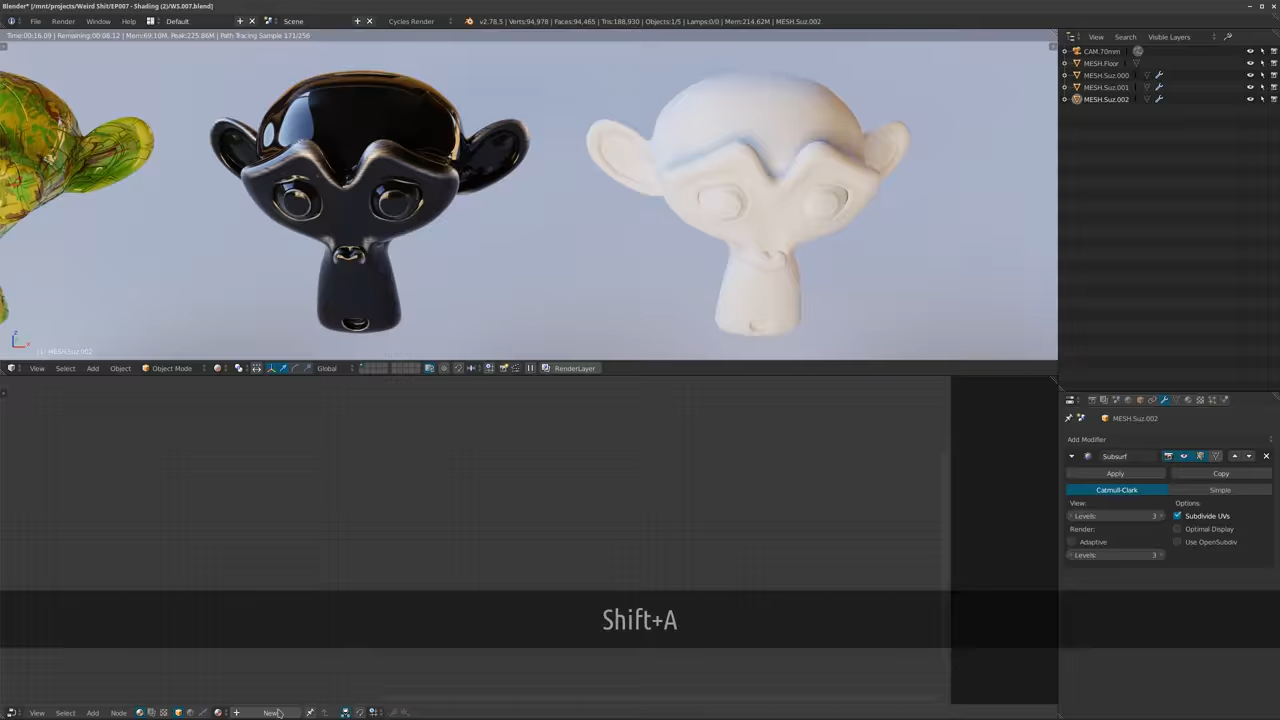 Blender* [/mnt/projects/Weird Shit/EP007 - Shading (2)/WS.007.blend]
File Render Window Help Default Scene Cycles Render v2.78.5 | Verts:94,978 | Faces:94,465 | Tris:188,930 | Objects:1/5 | Lamps:0/0 | Mem:214.62M | MESH.Suz.002
Time:00:16.09 | Remaining:00:08.12 | Mem:69.10M, Peak:225.86M | Path Tracing Sample 171/256
View Search Visible Layers
CAM.70mm
MESH.Floor
MESH.Suz.000
MESH.Suz.001
MESH.Suz.002
(1) MESH.Suz.002
View Select Add Object Object Mode Global RenderLayer
MESH.Suz.002
Add Modifier
Subsurf
Apply Copy
Catmull-Clark Simple
View: Options:
Levels: 3 Subdivide UVs
Render: Optimal Display
Adaptive Use OpenSubdiv
Levels: 3
Shift+A
View Select Add Node New